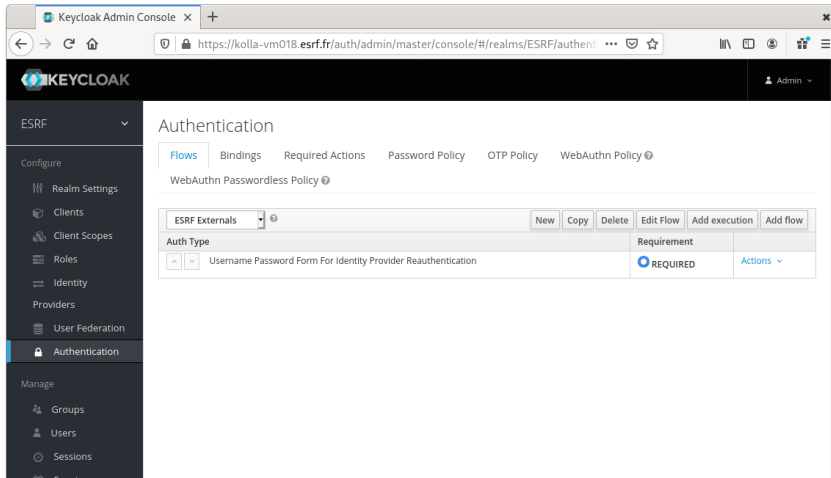 Keycloak Admin Console
https://kolla-vm018.esrf.fr/auth/admin/master/console/#/realms/ESRF/authent
KEYCLOAK
Admin
ESRF
Configure
Realm Settings
Clients
Client Scopes
Roles
Identity
Providers
User Federation
Authentication
Manage
Groups
Users
Sessions
Authentication
Flows Bindings Required Actions Password Policy OTP Policy WebAuthn Policy
WebAuthn Passwordless Policy
ESRF Externals New Copy Delete Edit Flow Add execution Add flow
Auth Type Requirement
Username Password Form For Identity Provider Reauthentication REQUIRED Actions